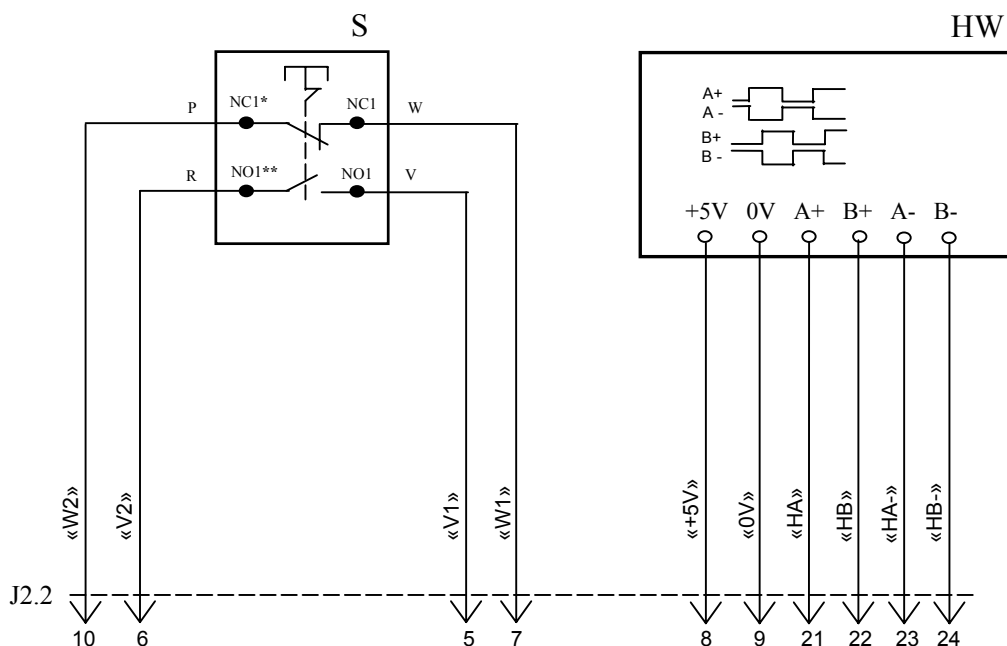 S HW
P NC1* NC1 W
R NO1** NO1 V
A+
A -
B+
B -
+5V 0V A+ B+ A- B-
«W2» «V2» «V1» «W1» «+5V» «0V» «HA» «HB» «HA-» «HB-»
J2.2
10 6 5 7 8 9 21 22 23 24